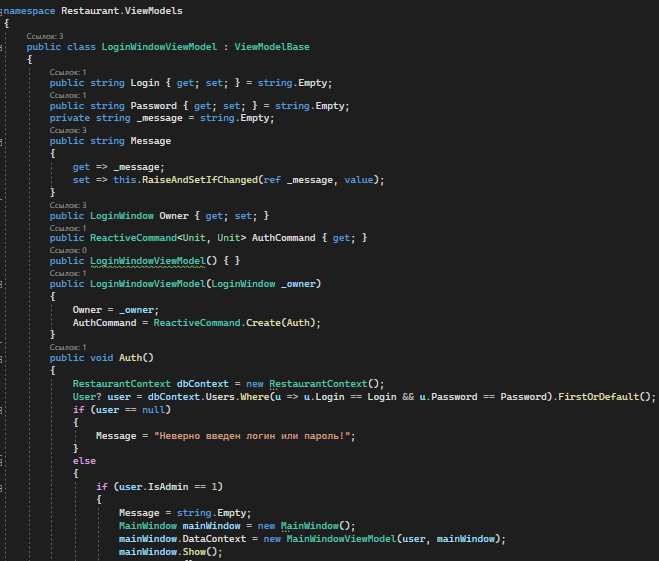 namespace Restaurant.ViewModels
{
Ссылок: 3
public class LoginWindowViewModel : ViewModelBase
{
Ссылок: 1
public string Login { get; set; } = string.Empty;
Ссылок: 1
public string Password { get; set; } = string.Empty;
private string _message = string.Empty;
Ссылок: 3
public string Message
{
get => _message;
set => this.RaiseAndSetIfChanged(ref _message, value);
}
Ссылок: 3
public LoginWindow Owner { get; set; }
Ссылок: 1
public ReactiveCommand<Unit, Unit> AuthCommand { get; }
Ссылок: 0
public LoginWindowViewModel() { }
Ссылок: 1
public LoginWindowViewModel(LoginWindow _owner)
{
Owner = _owner;
AuthCommand = ReactiveCommand.Create(Auth);
}
Ссылок: 1
public void Auth()
{
RestaurantContext dbContext = new RestaurantContext();
User? user = dbContext.Users.Where(u => u.Login == Login && u.Password == Password).FirstOrDefault();
if (user == null)
{
Message = "Неверно введен логин или пароль!";
}
else
{
if (user.IsAdmin == 1)
{
Message = string.Empty;
MainWindow mainWindow = new MainWindow();
mainWindow.DataContext = new MainWindowViewModel(user, mainWindow);
mainWindow.Show();